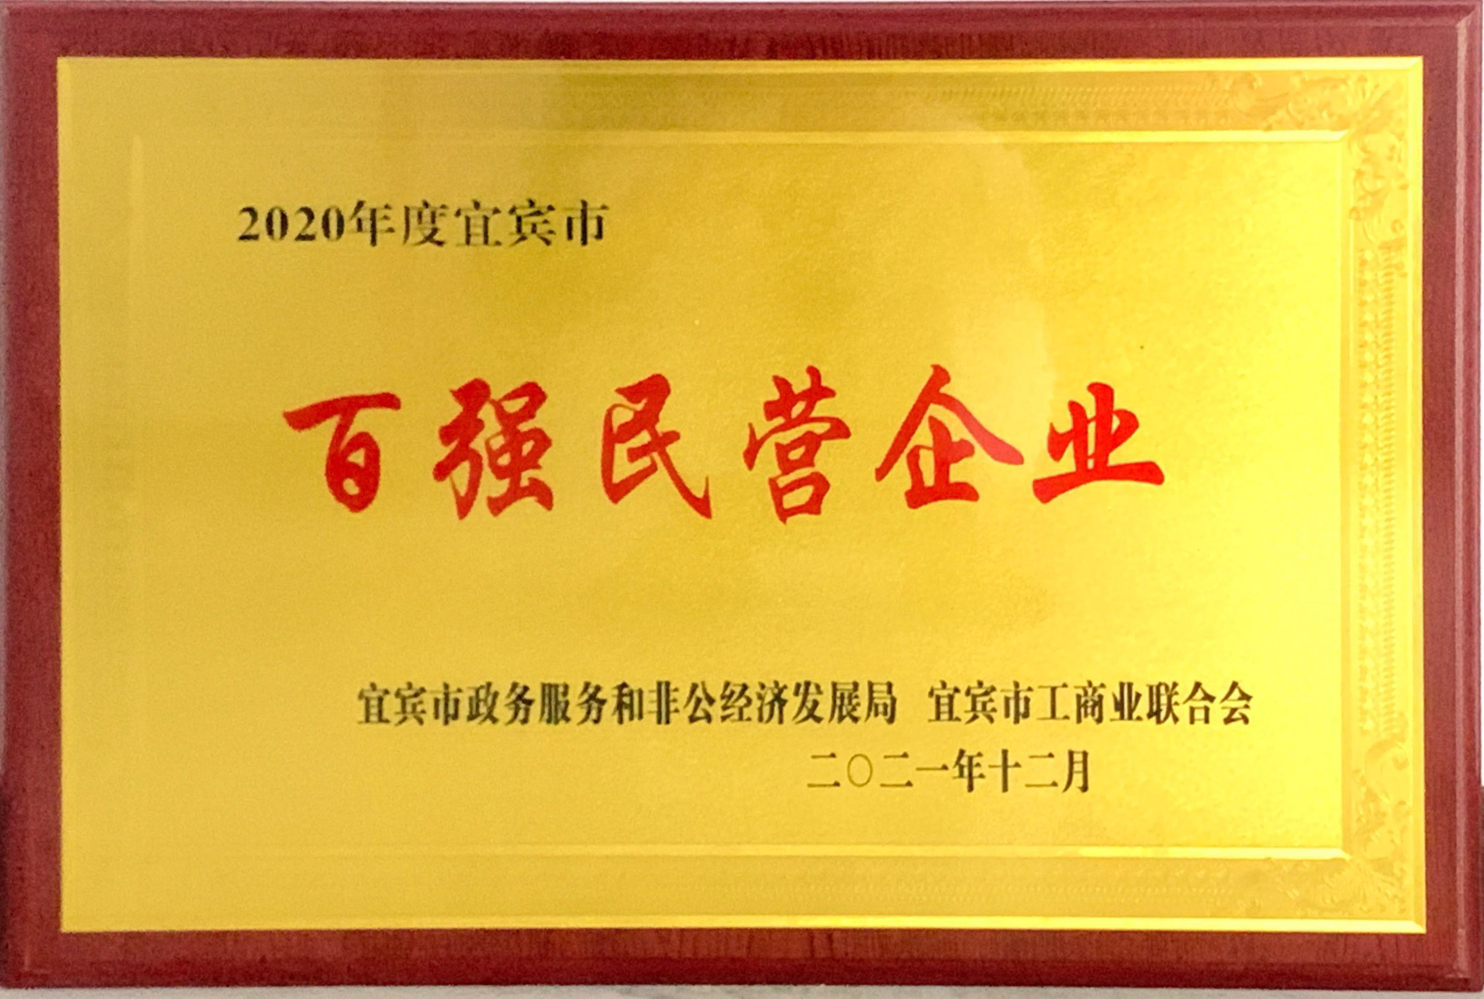 2020年度宜宾市
百强民营企业
宜宾市政务服务和非公经济发展局 宜宾市工商业联合会
二〇二一年十二月